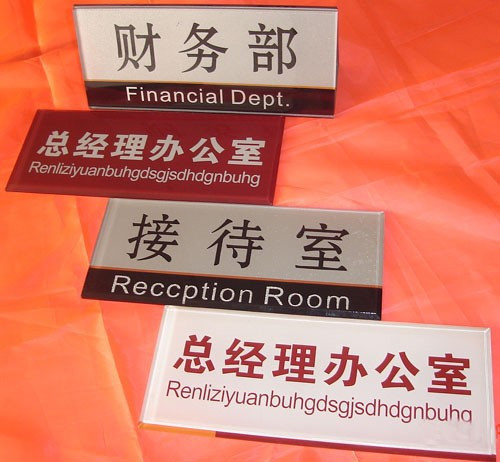 财务部
Financial Dept.
总经理办公室
Renliziyuanbuhgdsgjsdhdgnbuhg
接待室
Reccption Room
总经理办公室
Renliziyuanbuhgdsgjsdhdgnbuhg